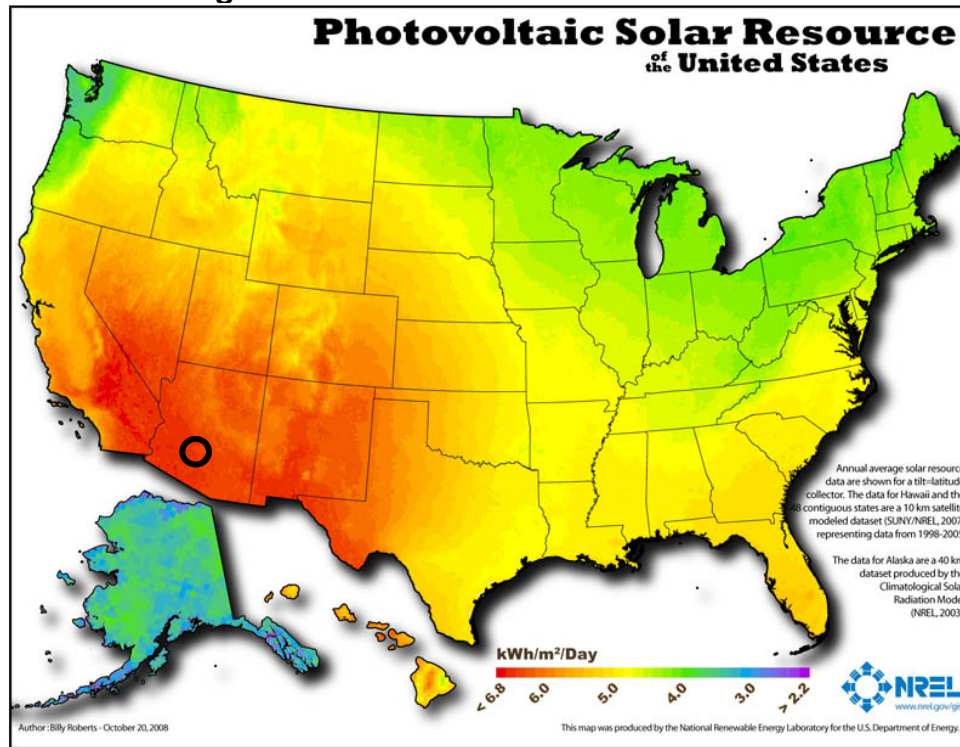 Photovoltaic Solar Resource
of the United States
Annual average solar resource
data are shown for a tilt=latitude
collector. The data for Hawaii and the
48 contiguous states are a 10 km satellite
modeled dataset (SUNY/NREL, 2007
representing data from 1998-2005
The data for Alaska are a 40 km
dataset produced by the
Climatological Solar
Radiation Mode
(NREL, 2003
kWh/m²/Day
< 6.8
6.0
5.0
4.0
3.0
> 2.2
NREL
www.nrel.gov/gis
Author : Billy Roberts - October 20, 2008
This map was produced by the National Renewable Energy Laboratory for the U.S. Department of Energy.